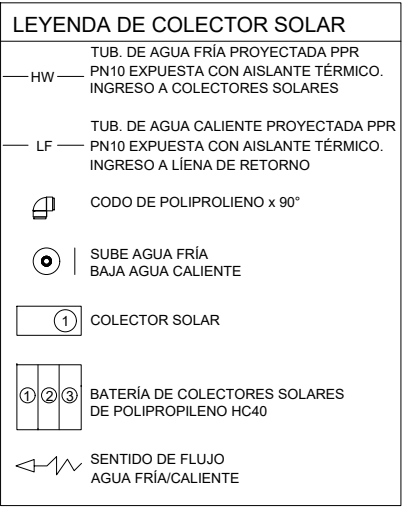 LEYENDA DE COLECTOR SOLAR
TUB. DE AGUA FRÍA PROYECTADA PPR
HW PN10 EXPUESTA CON AISLANTE TÉRMICO.
INGRESO A COLECTORES SOLARES
TUB. DE AGUA CALIENTE PROYECTADA PPR
LF PN10 EXPUESTA CON AISLANTE TÉRMICO.
INGRESO A LÍENA DE RETORNO
CODO DE POLIPROLIENO x 90°
SUBE AGUA FRÍA
BAJA AGUA CALIENTE
1 COLECTOR SOLAR
1 2 3 BATERÍA DE COLECTORES SOLARES
DE POLIPROPILENO HC40
SENTIDO DE FLUJO
AGUA FRÍA/CALIENTE